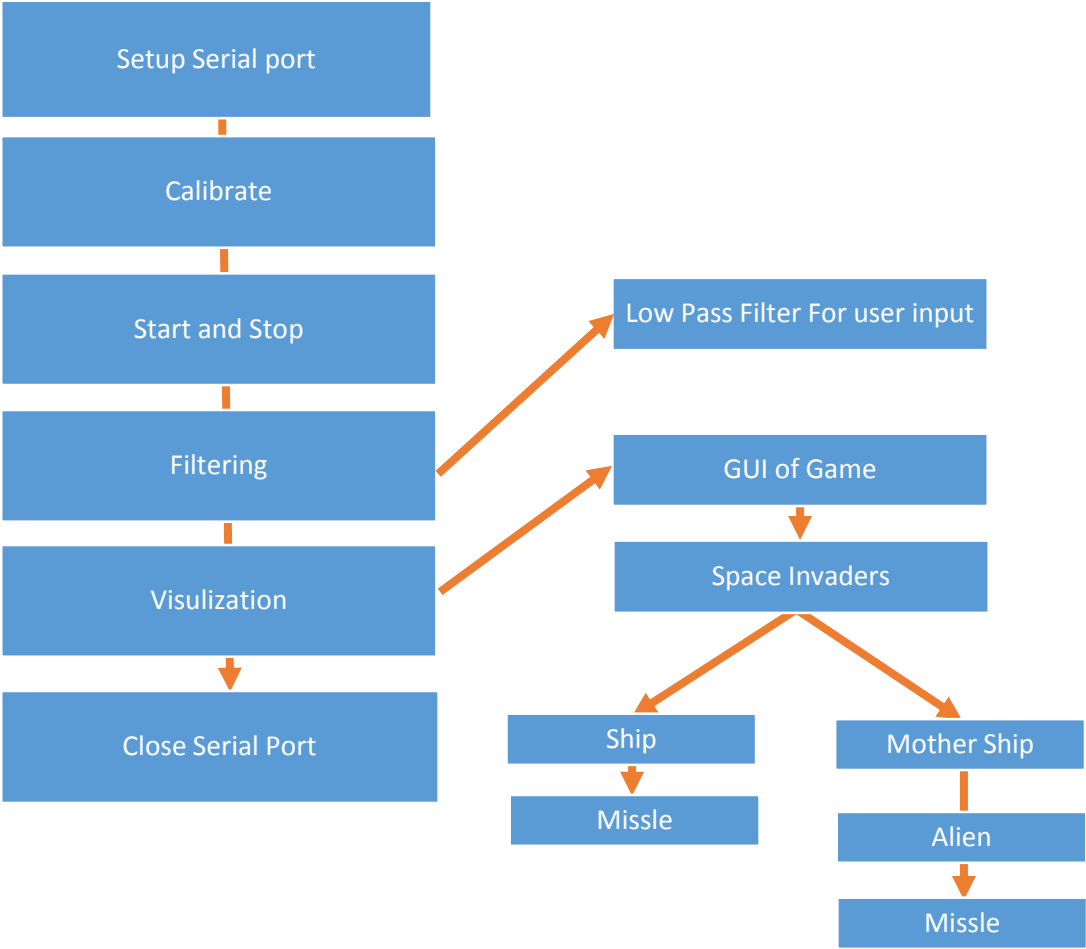 Setup Serial port
Calibrate
Start and Stop
Filtering
Visulization
Close Serial Port
Low Pass Filter For user input
GUI of Game
Space Invaders
Ship
Missle
Mother Ship
Alien
Missle